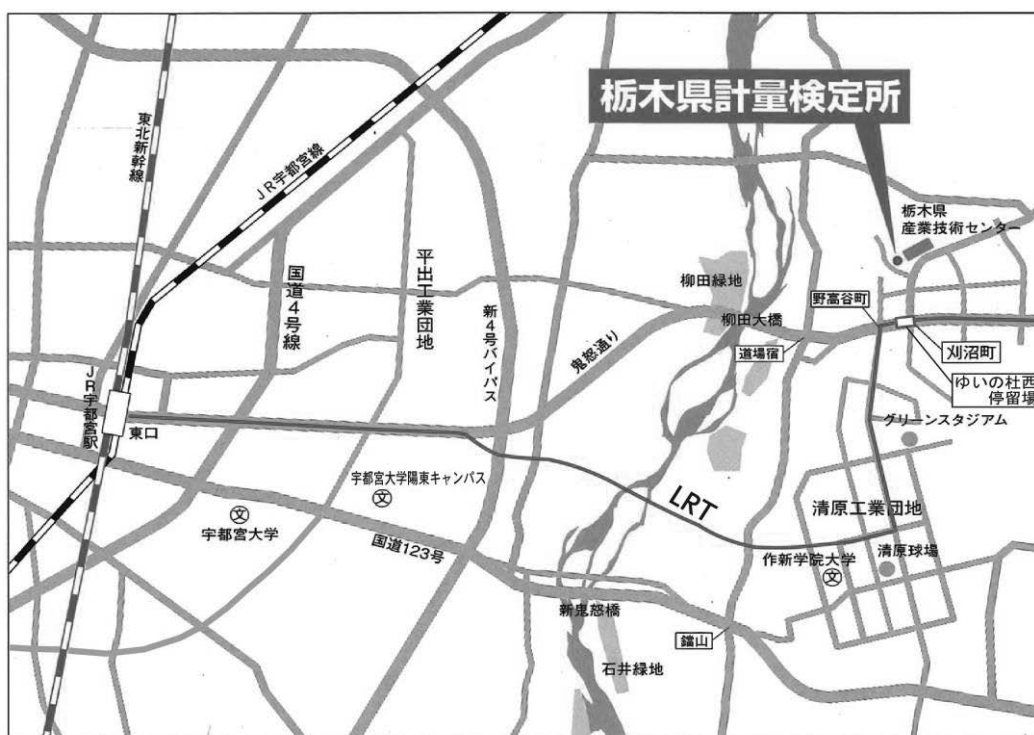 栃木県計量検定所
東北新幹線
JR宇都宮線
国道4号線
平出工業団地
新4号バイパス
鬼怒通り
柳田緑地
柳田大橋
道場宿
栃木県
産業技術センター
野高谷町
刈沼町
ゆいの杜西
停留場
グリーンスタジアム
JR宇都宮駅
東口
宇都宮大学陽東キャンパス
文
文
宇都宮大学
国道123号
LRT
清原工業団地
作新学院大学
文
清原球場
新鬼怒橋
鐺山
石井緑地